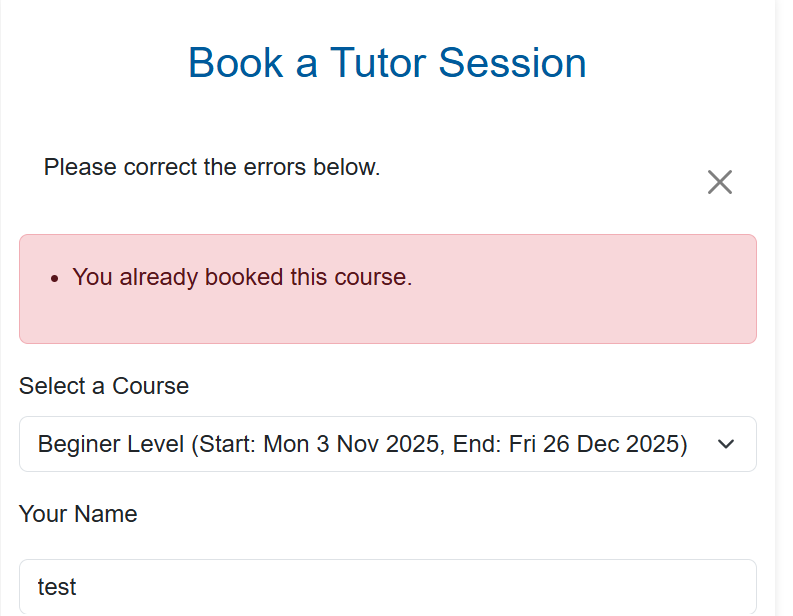 Book a Tutor Session
Please correct the errors below.
• You already booked this course.
Select a Course
Beginer Level (Start: Mon 3 Nov 2025, End: Fri 26 Dec 2025)
Your Name
test